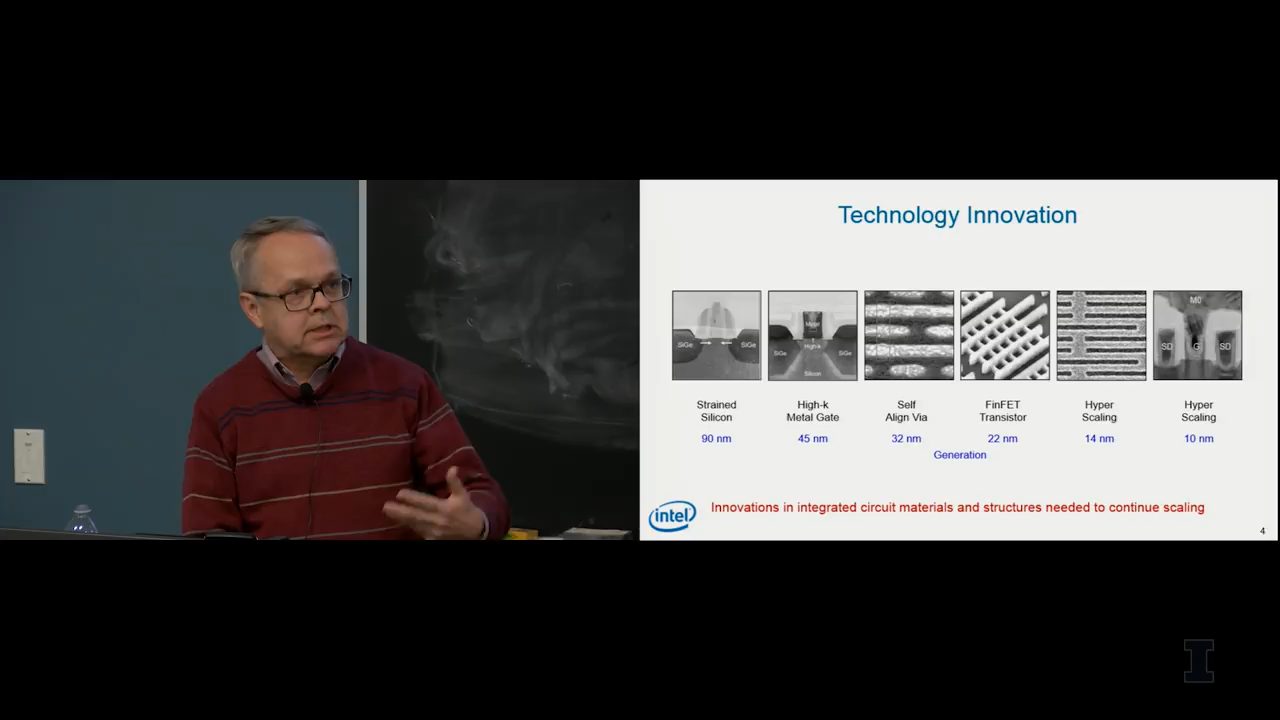 Technology Innovation
SiGe
SiGe
Metal
High-k
SiGe
SiGe
Silicon
M0
SD
G
SD
Strained
Silicon
High-k
Metal Gate
Self
Align Via
FinFET
Transistor
Hyper
Scaling
Hyper
Scaling
90 nm
45 nm
32 nm
22 nm
14 nm
10 nm
Generation
intel
Innovations in integrated circuit materials and structures needed to continue scaling
4
I